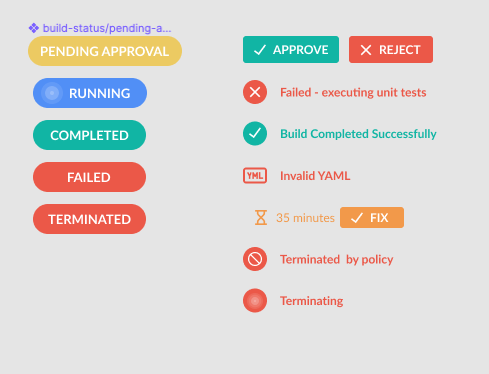 build-status/pending-a...
PENDING APPROVAL
RUNNING
COMPLETED
FAILED
TERMINATED
APPROVE
REJECT
Failed - executing unit tests
Build Completed Successfully
YML
Invalid YAML
35 minutes
FIX
Terminated by policy
Terminating